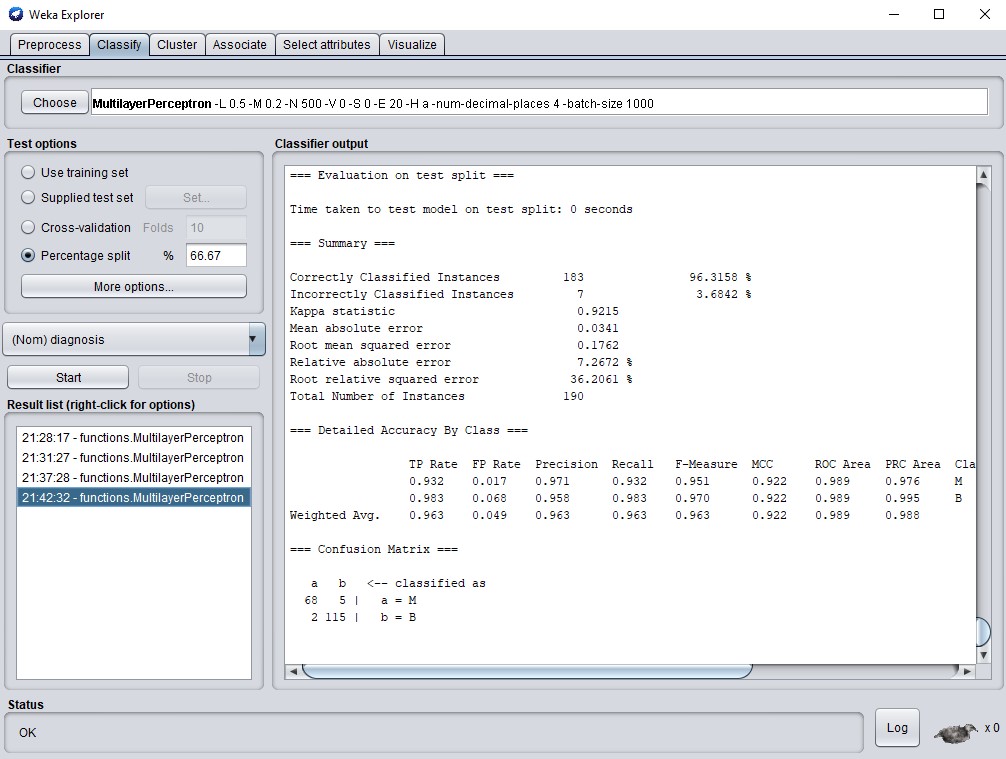 Weka Explorer
Preprocess Classify Cluster Associate Select attributes Visualize
Classifier
Choose MultilayerPerceptron -L 0.5 -M 0.2 -N 500 -V 0 -S 0 -E 20 -H a -num-decimal-places 4 -batch-size 1000
Test options
Use training set
Supplied test set Set...
Cross-validation Folds 10
Percentage split % 66.67
More options...
(Nom) diagnosis
Start Stop
Result list (right-click for options)
21:28:17 - functions.MultilayerPerceptron
21:31:27 - functions.MultilayerPerceptron
21:37:28 - functions.MultilayerPerceptron
21:42:32 - functions.MultilayerPerceptron
Classifier output
=== Evaluation on test split ===
Time taken to test model on test split: 0 seconds
=== Summary ===
Correctly Classified Instances 183 96.3158 %
Incorrectly Classified Instances 7 3.6842 %
Kappa statistic 0.9215
Mean absolute error 0.0341
Root mean squared error 0.1762
Relative absolute error 7.2672 %
Root relative squared error 36.2061 %
Total Number of Instances 190
=== Detailed Accuracy By Class ===
TP Rate FP Rate Precision Recall F-Measure MCC ROC Area PRC Area Cla
0.932 0.017 0.971 0.932 0.951 0.922 0.989 0.976 M
0.983 0.068 0.958 0.983 0.970 0.922 0.989 0.995 B
Weighted Avg. 0.963 0.049 0.963 0.963 0.963 0.922 0.989 0.988
=== Confusion Matrix ===
a b <-- classified as
68 5 | a = M
2 115 | b = B
Status
OK
Log
x 0